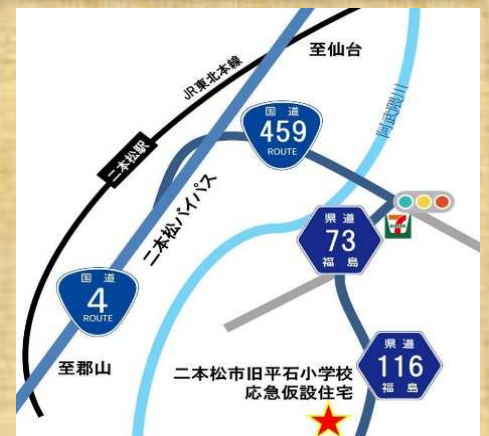 至仙台
JR東北本線
国道
459
ROUTE
阿武隈川
二本松駅
二本松バイパス
県道
73
福島
国道
4
ROUTE
至郡山
県道
116
福島
二本松市旧平石小学校
応急仮設住宅